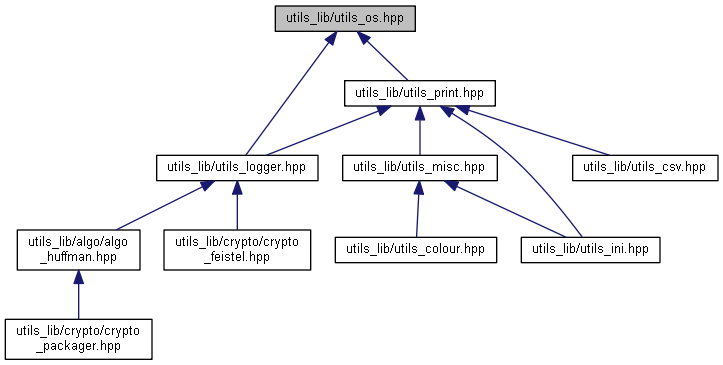 utils_lib/utils_os.hpp
utils_lib/utils_print.hpp
utils_lib/utils_logger.hpp
utils_lib/utils_misc.hpp
utils_lib/utils_csv.hpp
utils_lib/algo/algo
_huffman.hpp
utils_lib/crypto/crypto
_feistel.hpp
utils_lib/utils_colour.hpp
utils_lib/utils_ini.hpp
utils_lib/crypto/crypto
_packager.hpp